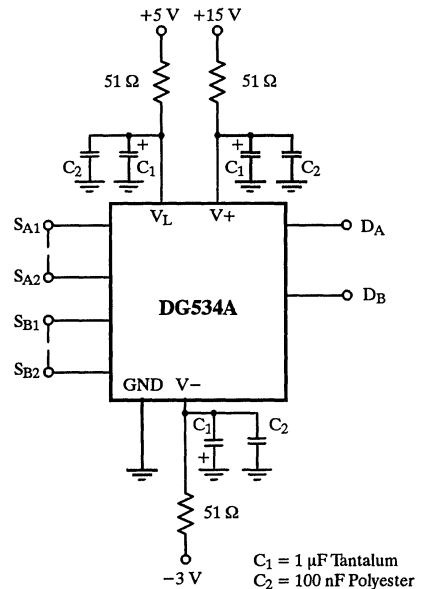 +5 V +15 V
51 Ω 51 Ω
+ +
C2 C1 C1 C2
VL V+
SA1 DA
SA2
DG534A
SB1 DB
SB2
GND V−
C1 C2
+
51 Ω
−3 V
C1 = 1 µF Tantalum
C2 = 100 nF Polyester